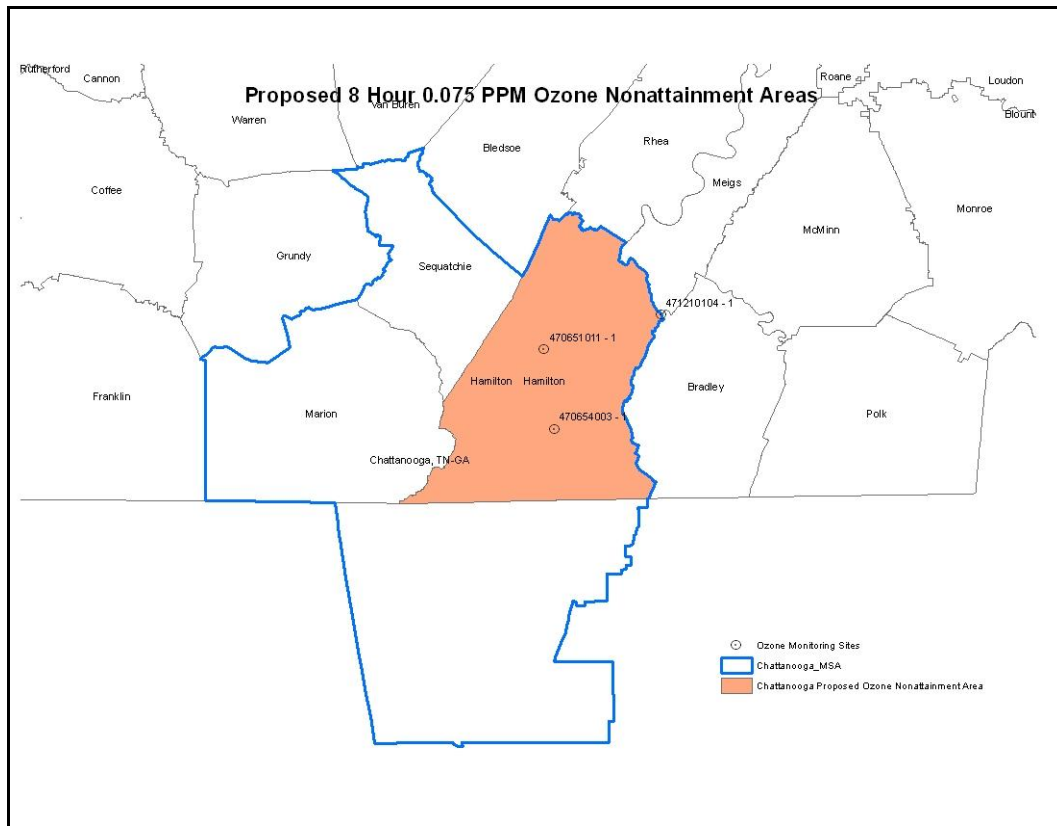 Rutherford
Cannon
Roane
Loudon
Proposed 8 Hour 0.075 PPM Ozone Nonattainment Areas
Van Buren
Blount
Warren
Bledsoe
Rhea
Meigs
Coffee
Monroe
McMinn
Grundy
Sequatchie
471210104 - 1
470651011 - 1
Hamilton Hamilton
Bradley
Franklin
Marion
470654003 - 1
Polk
Chattanooga, TN-GA
Ozone Monitoring Sites
Chattanooga_MSA
Chattanooga Proposed Ozone Nonattainment Area